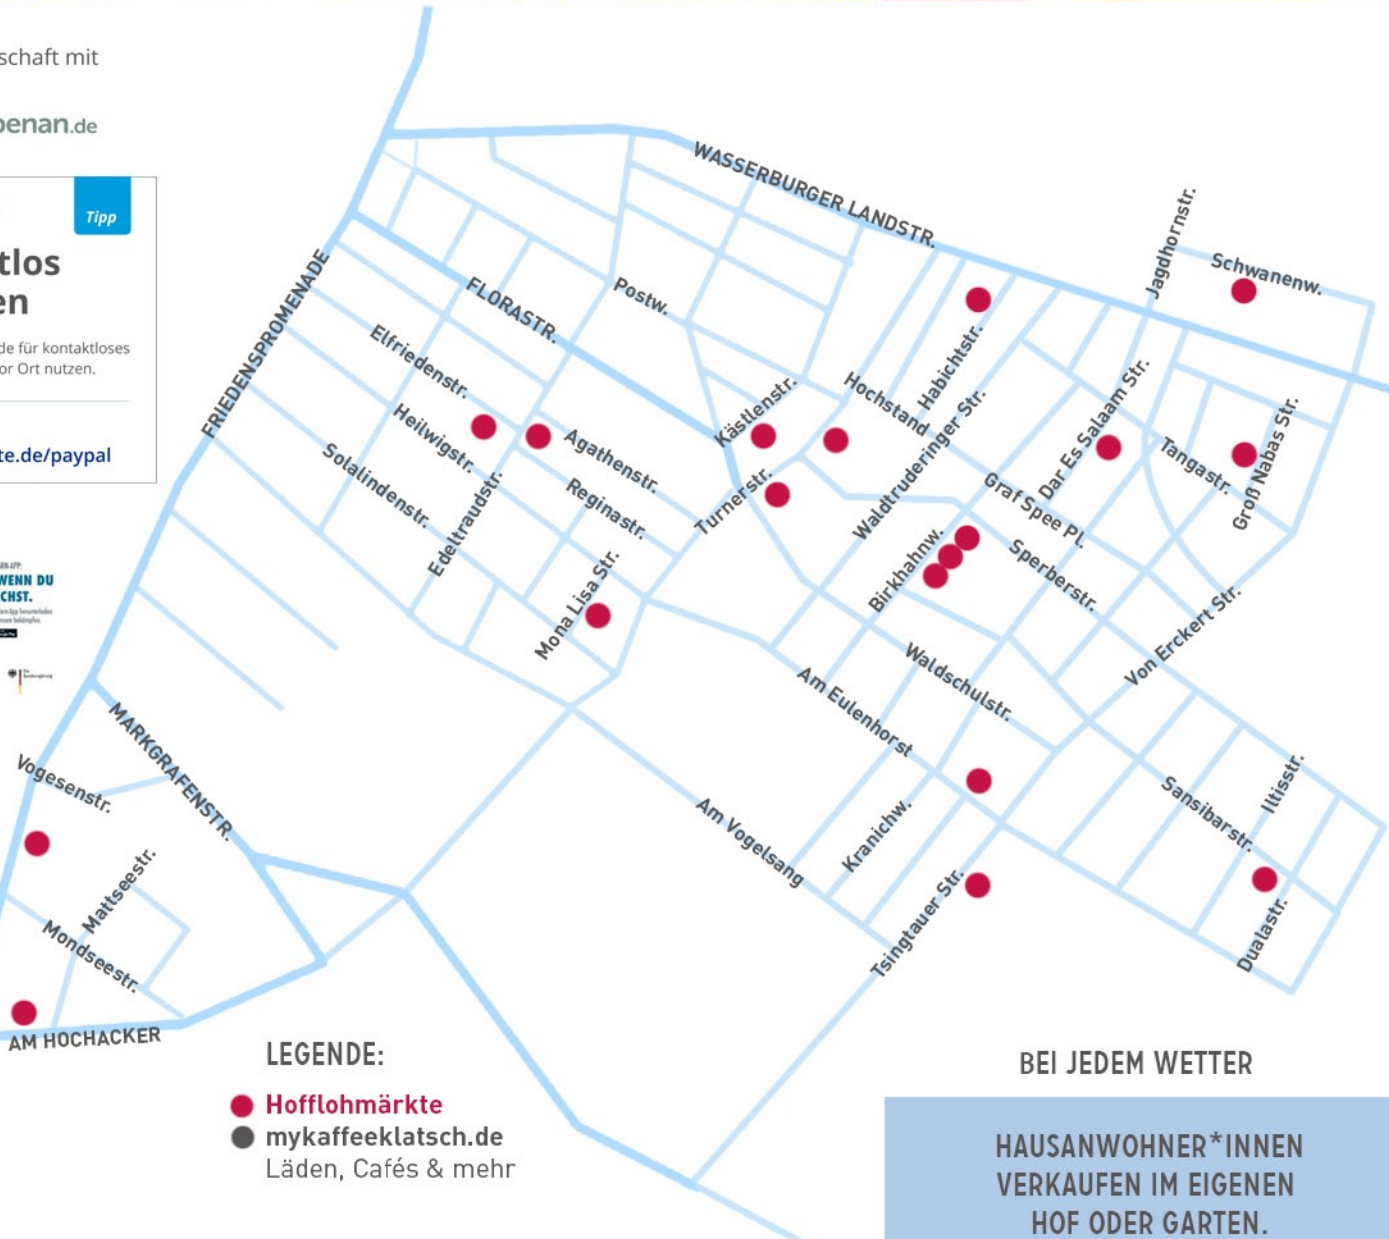 schaft mit
benan.de
Tipp
tlos
en
de für kontaktloses
or Ort nutzen.
te.de/paypal
WENN DU
CHST.
WASSERBURGER LANDSTR.
Jagdhornstr.
Schwanenw.
FRIEDENSPROMENADE
FLORASTR.
Postw.
Elfriedenstr.
Heilwigstr.
Solalindenstr.
Edeltraudstr.
Agathenstr.
Reginastr.
Mona Lisa Str.
Kästlenstr.
Turnerstr.
Hochstand
Habichtstr.
Waldtruderinger Str.
Dar Es Salaam Str.
Tangastr.
Groß Nabas Str.
Graf Spee Pl.
Sperberstr.
Birkhahnw.
Von Erckert Str.
Waldschulstr.
Am Eulenhorst
Am Vogelsang
Kranichw.
Tsingtauer Str.
Sansibarstr.
Iltisstr.
Dualastr.
MARKGRAFENSTR.
Vogesenstr.
Mattseestr.
Mondseestr.
AM HOCHACKER
LEGENDE:
Hofflohmärkte
mykaffeeklatsch.de
Läden, Cafés & mehr
BEI JEDEM WETTER
HAUSANWOHNER*INNEN
VERKAUFEN IM EIGENEN
HOF ODER GARTEN.